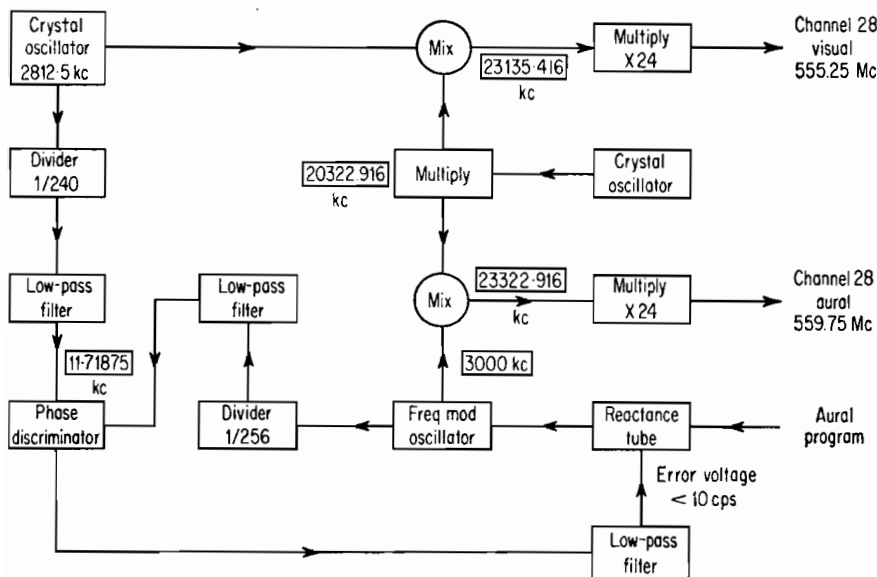 Crystal
oscillator
2812·5 kc
Mix
23135·416
kc
Multiply
X 24
Channel 28
visual
555.25 Mc
Divider
1/240
20322·916
kc
Multiply
Crystal
oscillator
Low-pass
filter
Low-pass
filter
Mix
23322·916
kc
Multiply
X 24
Channel 28
aural
559.75 Mc
11·71875
kc
3000 kc
Phase
discriminator
Divider
1/256
Freq mod
oscillator
Reactance
tube
Aural
program
Error voltage
< 10 cps
Low-pass
filter